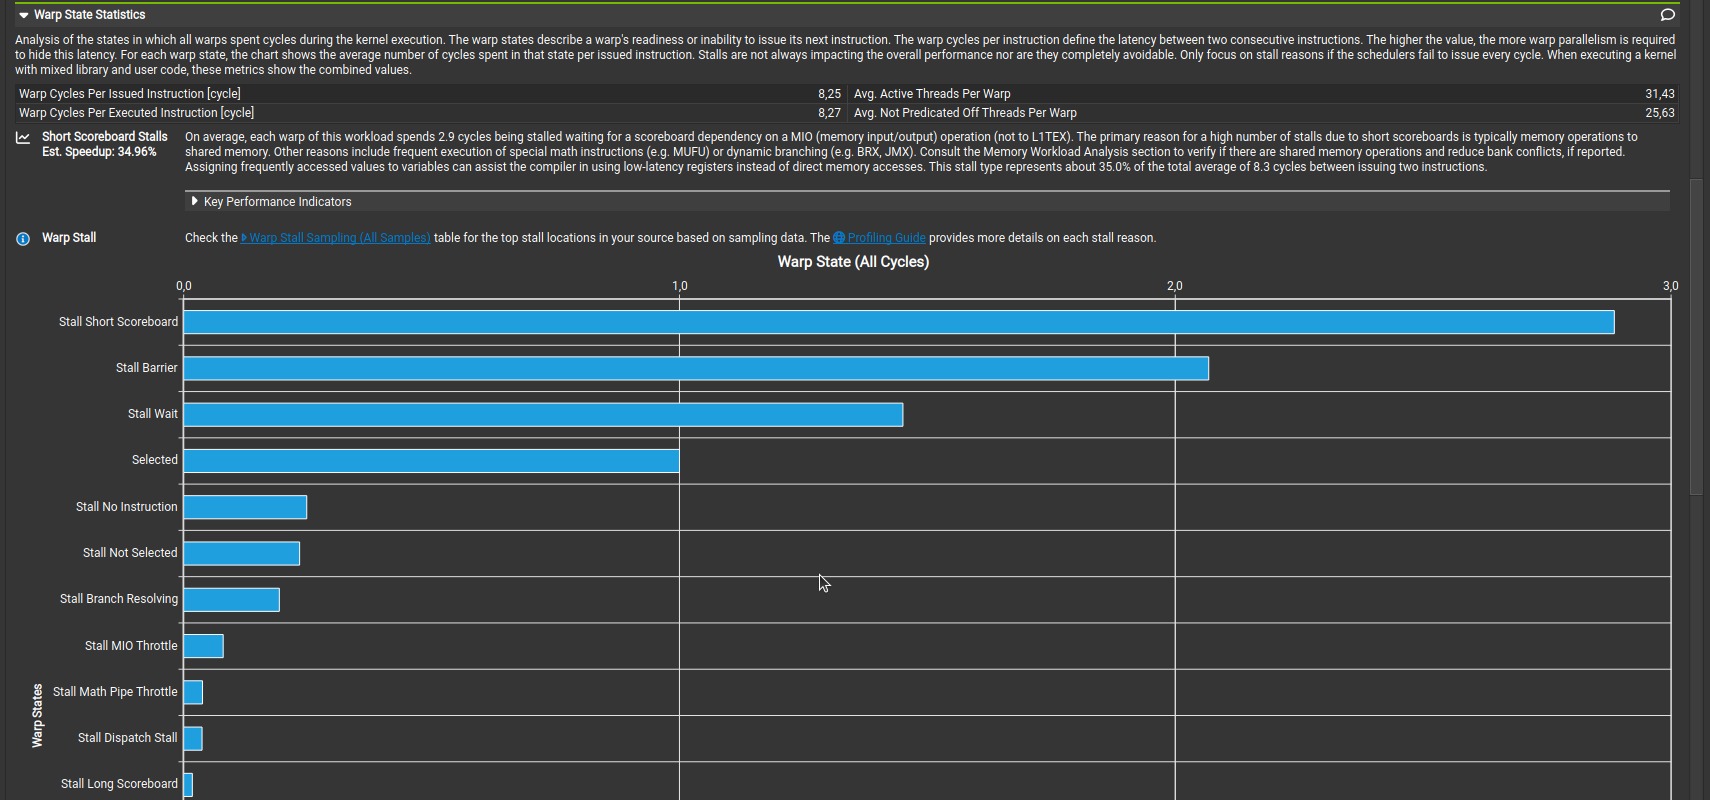 Warp State Statistics
Analysis of the states in which all warps spent cycles during the kernel execution. The warp states describe a warp's readiness or inability to issue its next instruction. The warp cycles per instruction define the latency between two consecutive instructions. The higher the value, the more warp parallelism is required
to hide this latency. For each warp state, the chart shows the average number of cycles spent in that state per issued instruction. Stalls are not always impacting the overall performance nor are they completely avoidable. Only focus on stall reasons if the schedulers fail to issue every cycle. When executing a kernel
with mixed library and user code, these metrics show the combined values.
Warp Cycles Per Issued Instruction [cycle] 8,25 Avg. Active Threads Per Warp 31,43
Warp Cycles Per Executed Instruction [cycle] 8,27 Avg. Not Predicated Off Threads Per Warp 25,63
Short Scoreboard Stalls
Est. Speedup: 34.96%
On average, each warp of this workload spends 2.9 cycles being stalled waiting for a scoreboard dependency on a MIO (memory input/output) operation (not to L1TEX). The primary reason for a high number of stalls due to short scoreboards is typically memory operations to
shared memory. Other reasons include frequent execution of special math instructions (e.g. MUFU) or dynamic branching (e.g. BRX, JMX). Consult the Memory Workload Analysis section to verify if there are shared memory operations and reduce bank conflicts, if reported.
Assigning frequently accessed values to variables can assist the compiler in using low-latency registers instead of direct memory accesses. This stall type represents about 35.0% of the total average of 8.3 cycles between issuing two instructions.
Key Performance Indicators
Warp Stall
Check the Warp Stall Sampling (All Samples) table for the top stall locations in your source based on sampling data. The Profiling Guide provides more details on each stall reason.
Warp State (All Cycles)
0,0 1,0 2,0 3,0
Stall Short Scoreboard
Stall Barrier
Stall Wait
Selected
Stall No Instruction
Stall Not Selected
Stall Branch Resolving
Stall MIO Throttle
Stall Math Pipe Throttle
Stall Dispatch Stall
Stall Long Scoreboard
Warp States